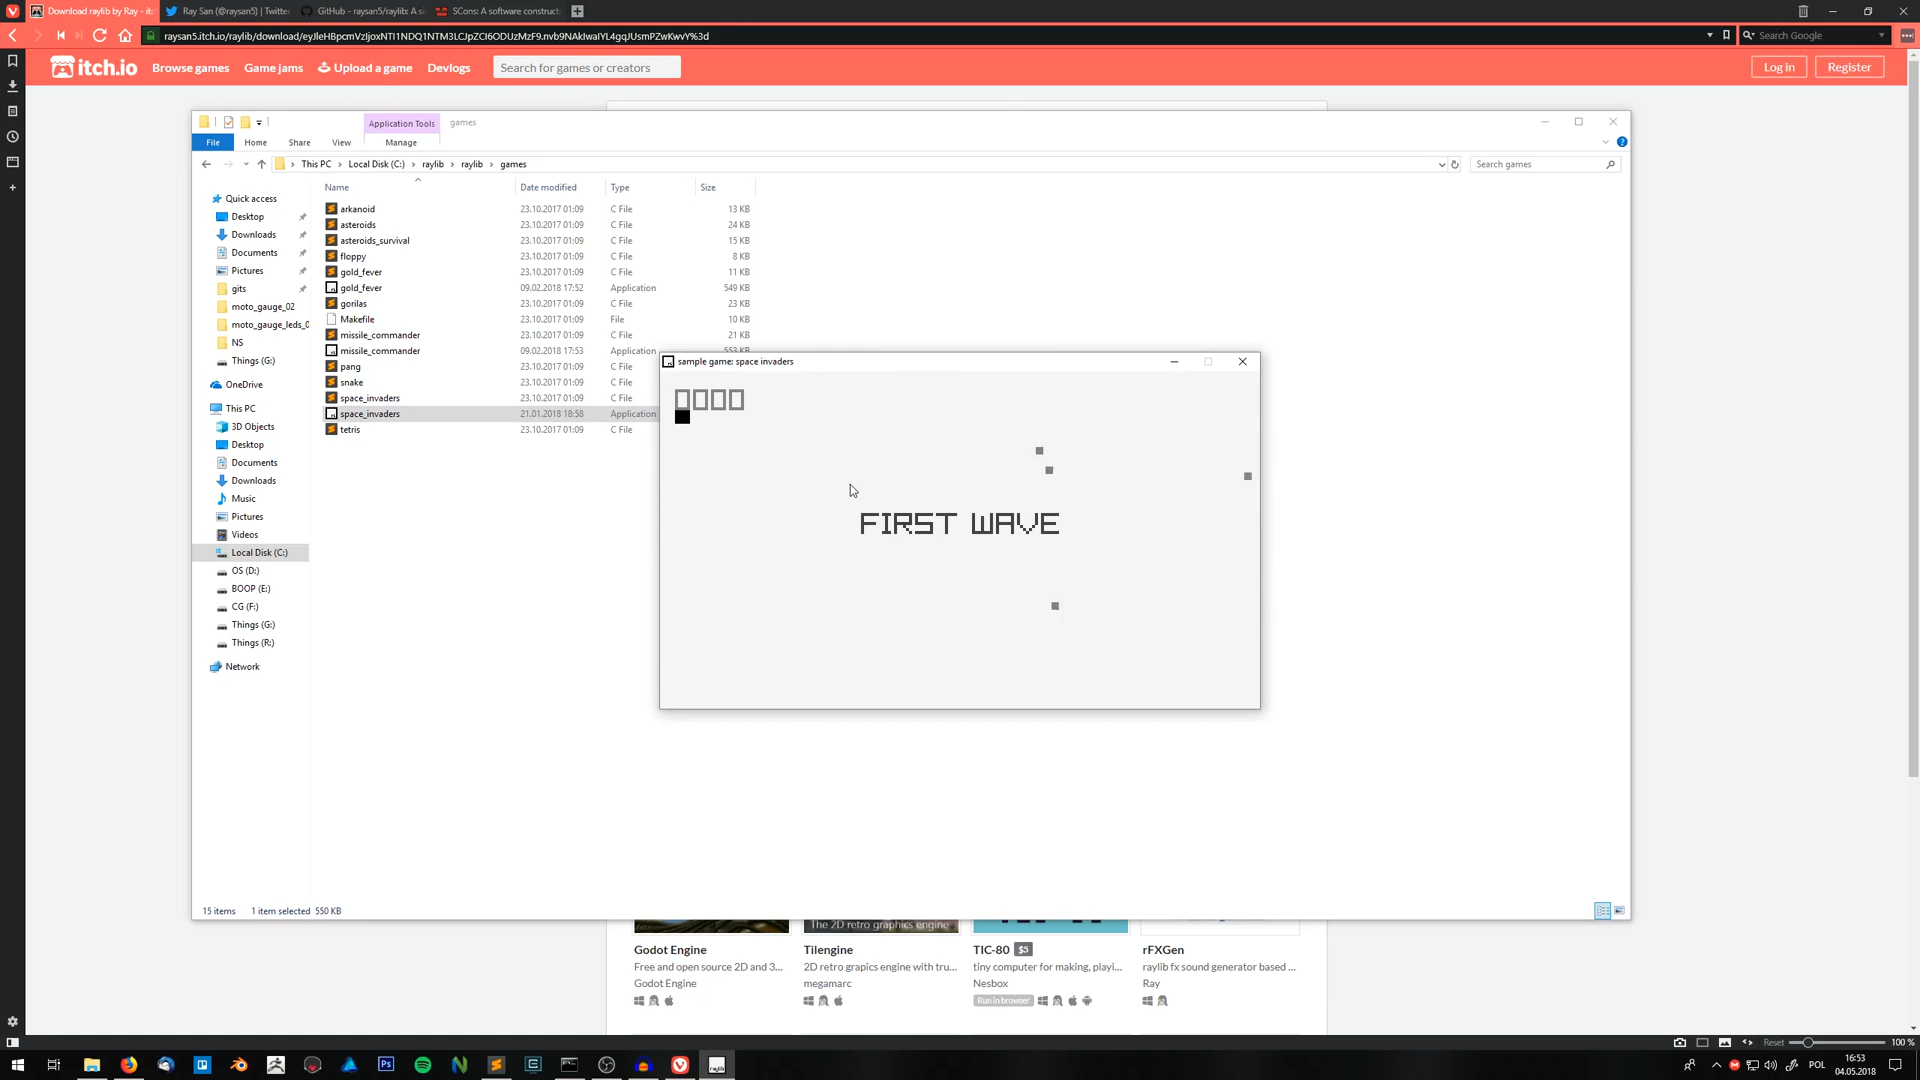 Download raylib by Ray - itc
Ray San (@raysan5) | Twitter
GitHub - raysan5/raylib: A si
SCons: A software constructi
Search Google
itch.io
Browse games
Game jams
Upload a game
Devlogs
Search for games or creators
Log in
Register
Application Tools
games
File
Home
Share
View
Manage
This PC
Local Disk (C:)
raylib
raylib
games
Search games
Name
Date modified
Type
Size
Quick access
Desktop
Downloads
Documents
Pictures
gits
moto_gauge_02
moto_gauge_leds_0
NS
Things (G:)
OneDrive
This PC
3D Objects
Desktop
Documents
Downloads
Music
Pictures
Videos
Local Disk (C:)
OS (D:)
BOOP (E:)
CG (F:)
Things (G:)
Things (R:)
Network
arkanoid 23.10.2017 01:09 C File 13 KB
asteroids 23.10.2017 01:09 C File 24 KB
asteroids_survival 23.10.2017 01:09 C File 15 KB
floppy 23.10.2017 01:09 C File 8 KB
gold_fever 23.10.2017 01:09 C File 11 KB
gold_fever 09.02.2018 17:52 Application 549 KB
gorilas 23.10.2017 01:09 C File 23 KB
Makefile 23.10.2017 01:09 File 10 KB
missile_commander 23.10.2017 01:09 C File 21 KB
missile_commander 09.02.2018 17:53 Application 553 KB
pang 23.10.2017 01:09 C File
snake 23.10.2017 01:09 C File
space_invaders 23.10.2017 01:09 C File
space_invaders 21.01.2018 18:58 Application
tetris 23.10.2017 01:09 C File
sample game: space invaders
FIRST WAVE
15 items
1 item selected 550 KB
The 2D retro graphics engine
Godot Engine
Free and open source 2D and 3...
Godot Engine
Tilengine
2D retro grapics engine with tru...
megamarc
TIC-80 $5
tiny computer for making, playi...
Nesbox
Run in browser
rFXGen
raylib fx sound generator based ...
Ray
Reset
100 %
Ps
raylib
POL
16:53
04.05.2018